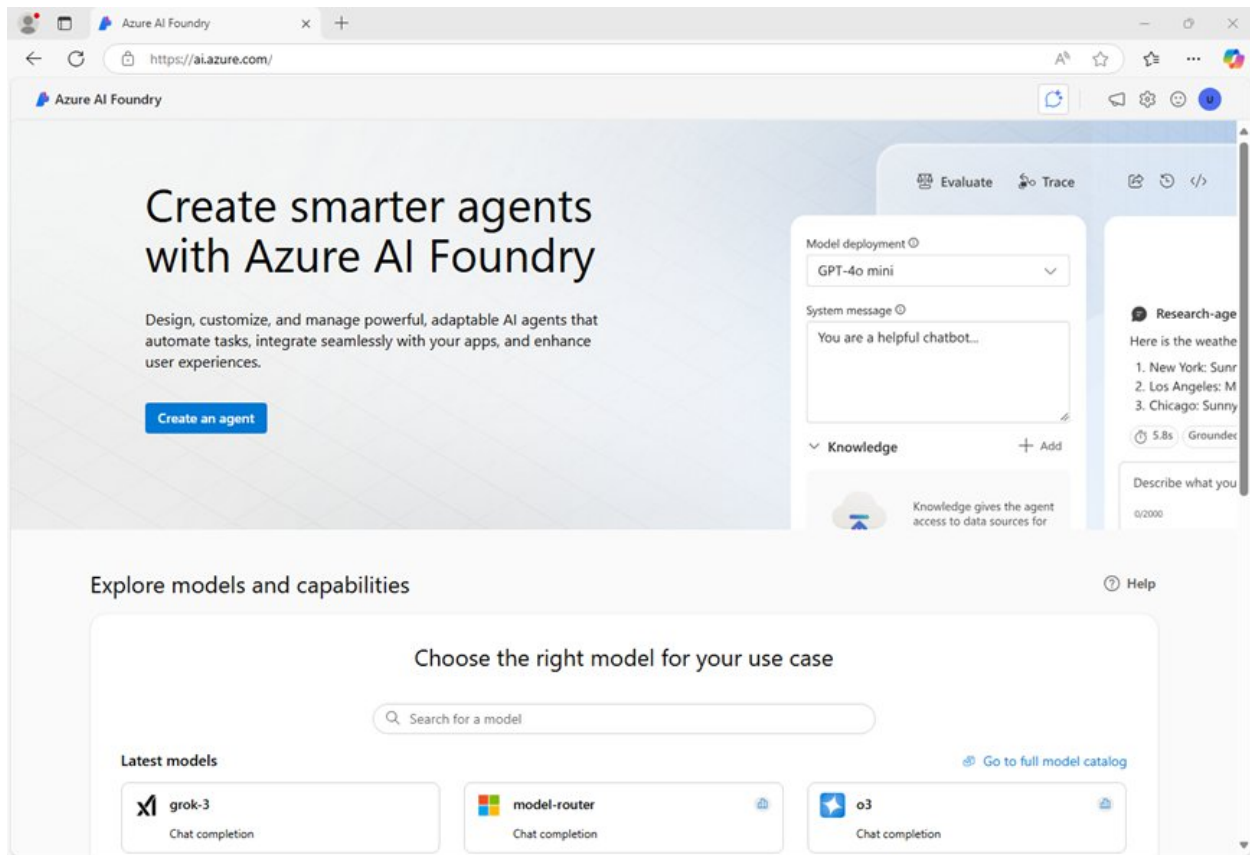 Azure AI Foundry
https://ai.azure.com/
Azure AI Foundry
U
Create smarter agents
with Azure AI Foundry
Design, customize, and manage powerful, adaptable AI agents that
automate tasks, integrate seamlessly with your apps, and enhance
user experiences.
Create an agent
Evaluate
Trace
Model deployment
GPT-4o mini
System message
You are a helpful chatbot...
Knowledge
Add
Knowledge gives the agent
access to data sources for
Research-age
Here is the weathe
1. New York: Sunr
2. Los Angeles: M
3. Chicago: Sunny
5.8s Grounded
Describe what you
0/2000
Explore models and capabilities
Help
Choose the right model for your use case
Search for a model
Latest models
Go to full model catalog
grok-3
Chat completion
model-router
Chat completion
o3
Chat completion